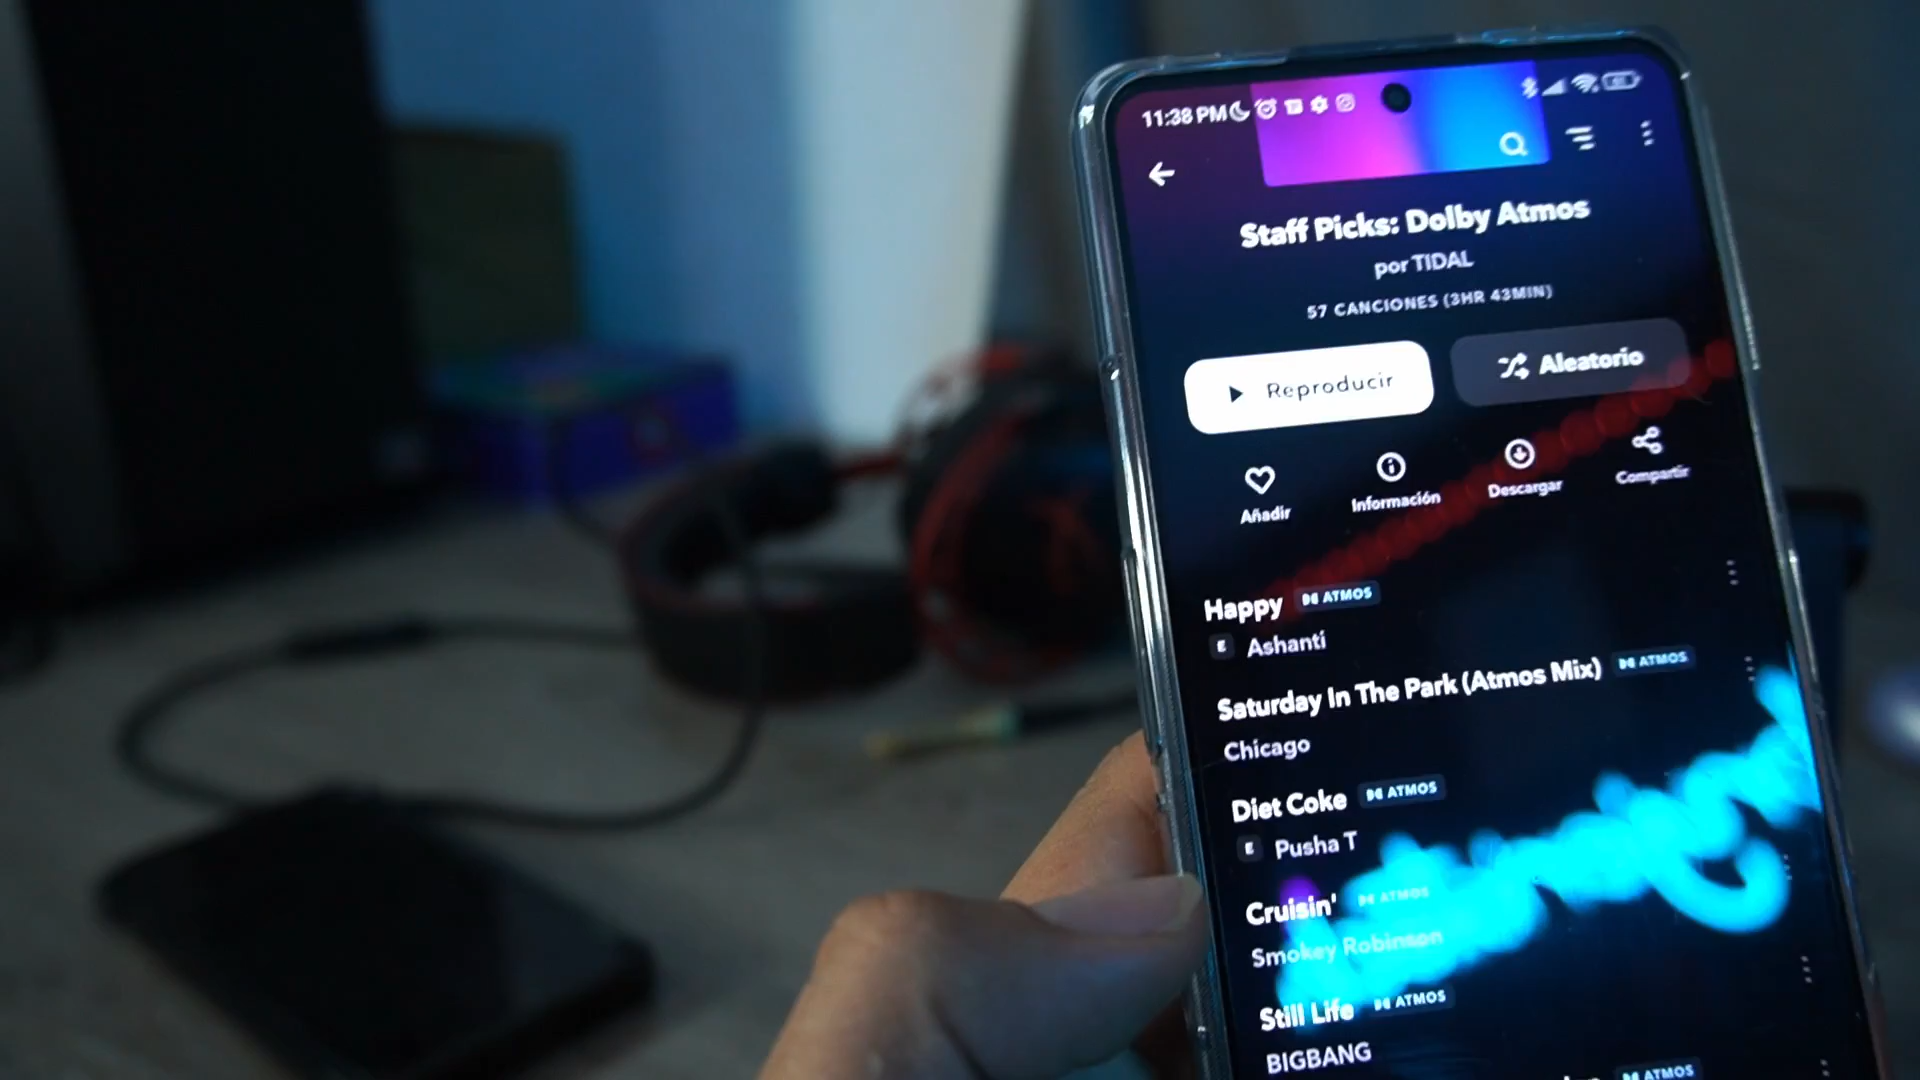 11:38 PM
Staff Picks: Dolby Atmos
por TIDAL
57 CANCIONES (3HR 43MIN)
Reproducir
Aleatorio
Añadir
Información
Descargar
Compartir
Happy ATMOS
E Ashanti
Saturday In The Park (Atmos Mix) ATMOS
Chicago
Diet Coke ATMOS
E Pusha T
Cruisin' ATMOS
Smokey Robinson
Still Life ATMOS
BIGBANG
ATMOS